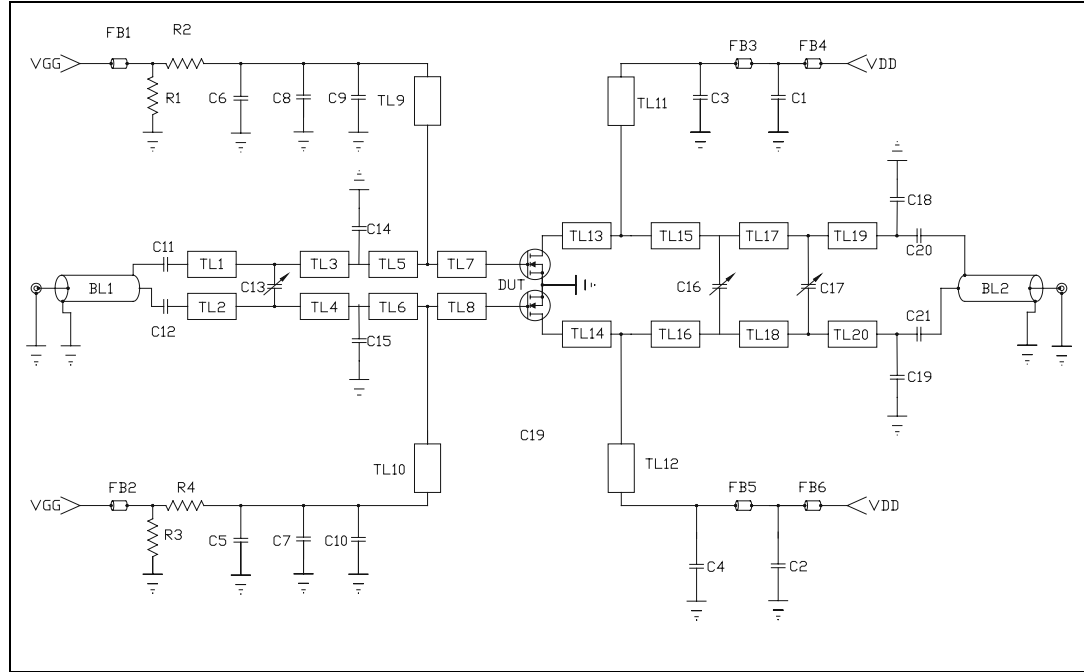 FB1 R2 FB3 FB4
VGG VDD
R1 C6 C8 C9 TL9 TL11 C3 C1
C18
C14
C11 TL13 TL15 TL17 TL19 C20
TL1 TL3 TL5 TL7
BL1 C13 DUT C16 C17 BL2
TL2 TL4 TL6 TL8
C12 C21
C15 TL14 TL16 TL18 TL20
C19
C19
TL10 TL12
FB2 R4 FB5 FB6
VGG VDD
R3 C5 C7 C10
C4 C2